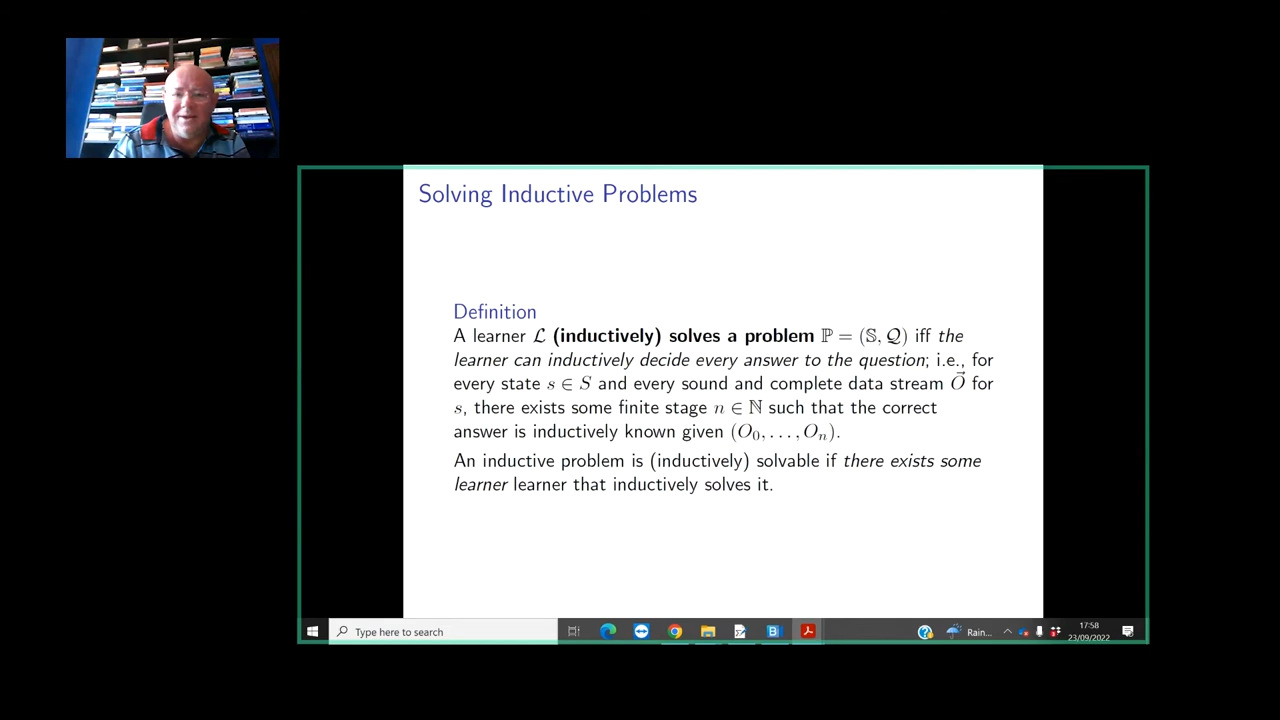 Solving Inductive Problems
Definition
A learner ℒ (inductively) solves a problem ℙ = (𝕊, 𝒬) iff the
learner can inductively decide every answer to the question; i.e., for
every state s ∈ S and every sound and complete data stream O⃗ for
s, there exists some finite stage n ∈ ℕ such that the correct
answer is inductively known given (O₀, . . . , Oₙ).
An inductive problem is (inductively) solvable if there exists some
learner learner that inductively solves it.
Type here to search
Rain...
17:58
23/09/2022